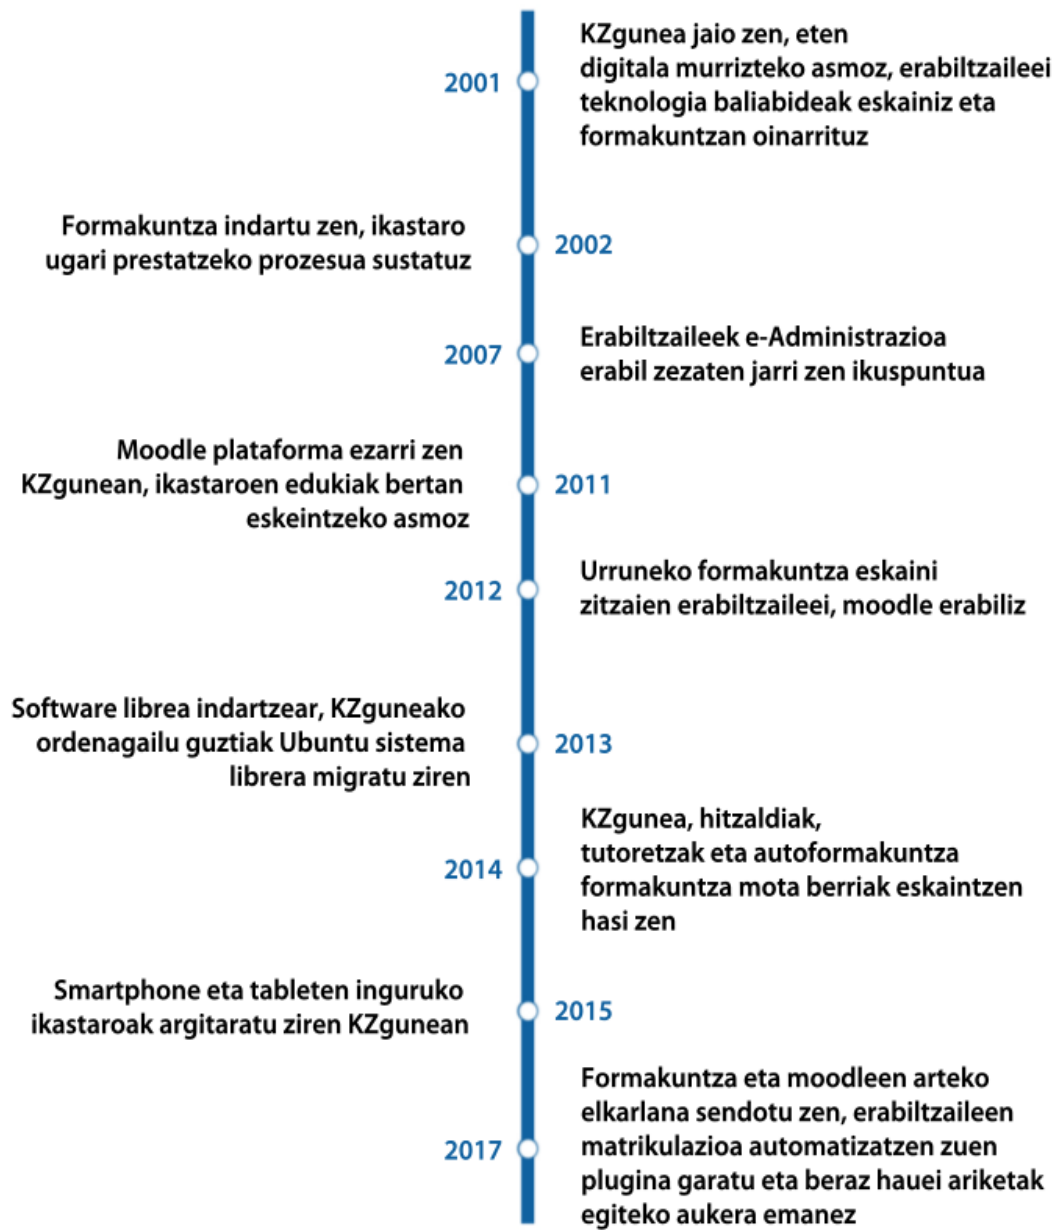 KZgunea jaio zen, eten
digitala murrizteko asmoz, erabiltzaileei
teknologia baliabideak eskainiz eta
formakuntzan oinarrituz
2001
Formakuntza indartu zen, ikastaro
ugari prestatzeko prozesua sustatuz
2002
Erabiltzaileek e-Administrazioa
erabil zezaten jarri zen ikuspuntua
2007
Moodle plataforma ezarri zen
KZgunean, ikastaroen edukiak bertan
eskeintzeko asmoz
2011
Urruneko formakuntza eskaini
zitzaien erabiltzaileei, moodle erabiliz
2012
Software librea indartzear, KZguneako
ordenagailu guztiak Ubuntu sistema
librera migratu ziren
2013
KZgunea, hitzaldiak,
tutoretzak eta autoformakuntza
formakuntza mota berriak eskaintzen
hasi zen
2014
Smartphone eta tableten inguruko
ikastaroak argitaratu ziren KZgunean
2015
Formakuntza eta moodleen arteko
elkarlana sendotu zen, erabiltzaileen
matrikulazioa automatizatzen zuen
plugina garatu eta beraz hauei ariketak
egiteko aukera emanez
2017